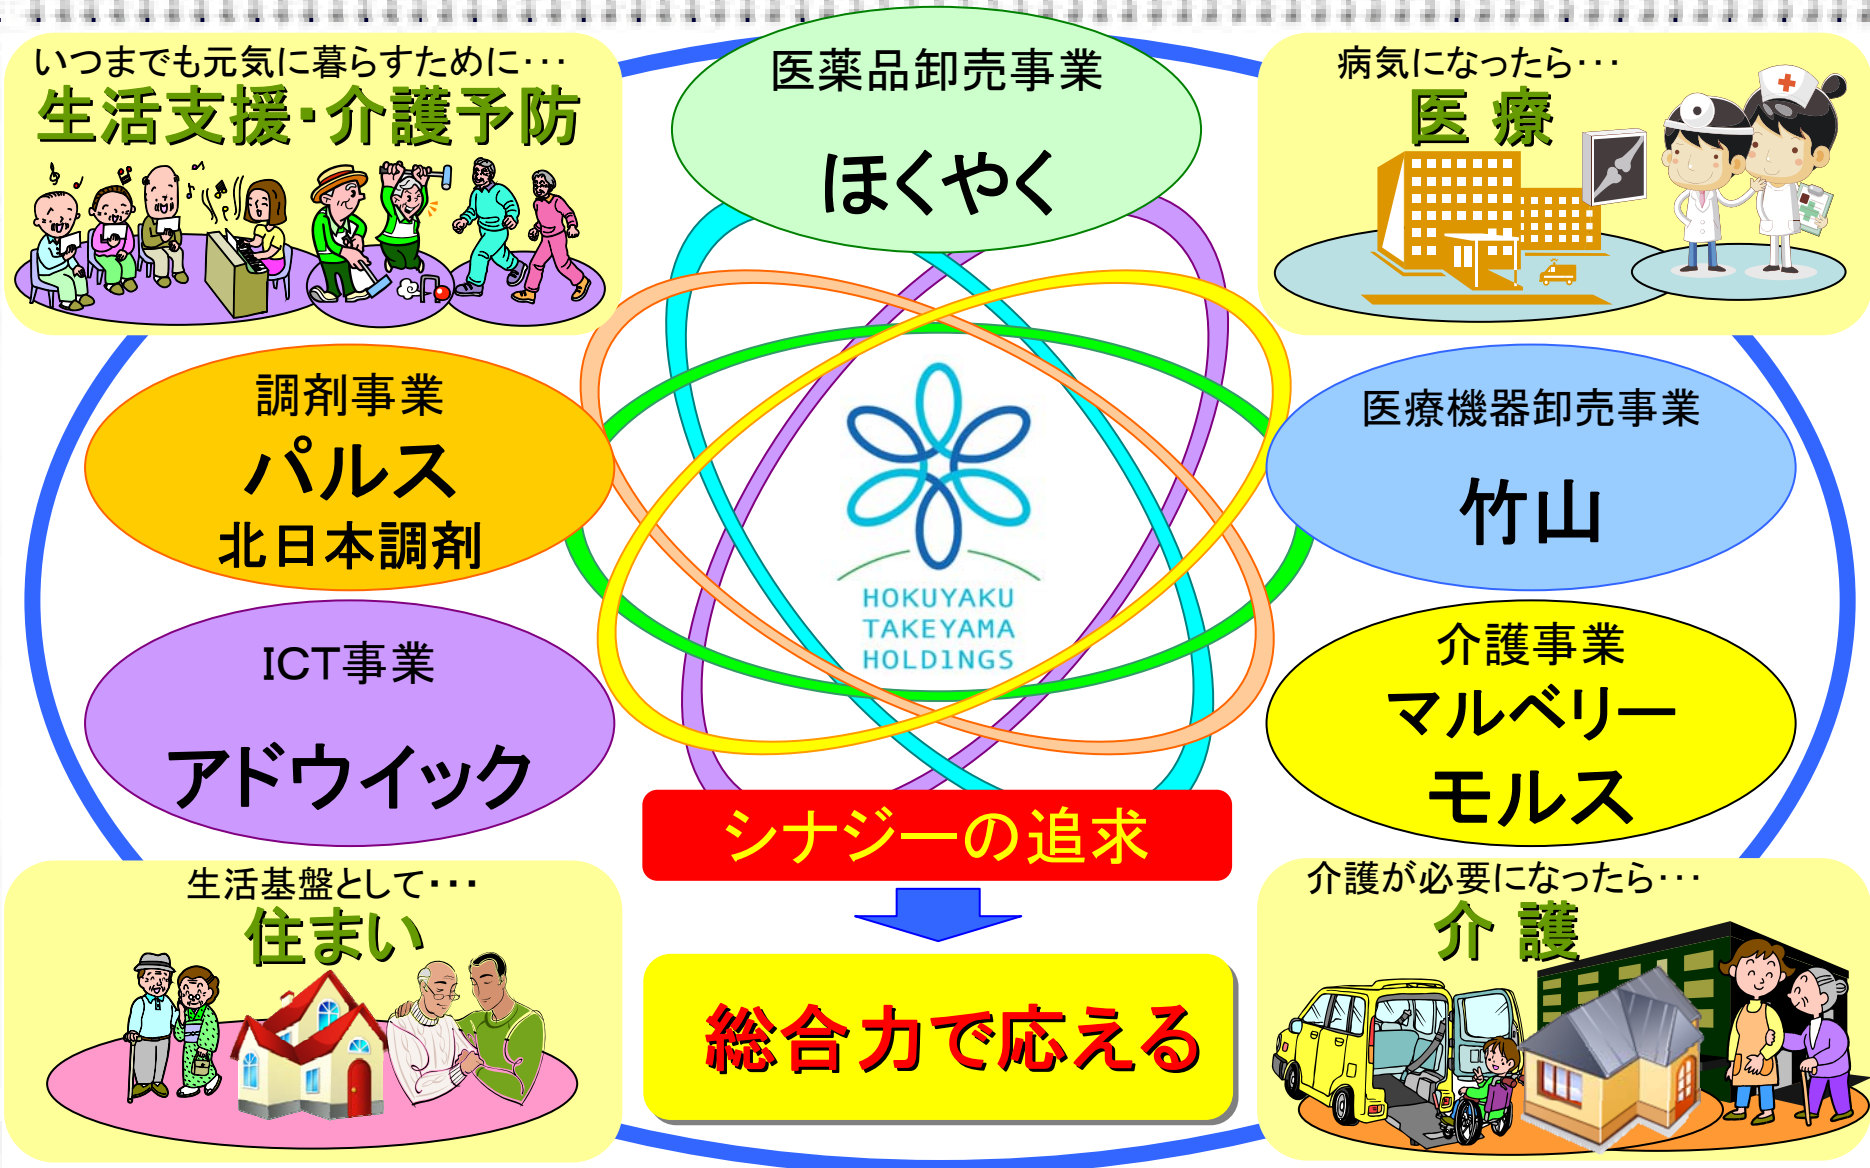 いつまでも元気に暮らすために・・・
生活支援・介護予防
医薬品卸売事業
ほくやく
病気になったら・・・
医 療
調剤事業
パルス
北日本調剤
HOKUYAKU
TAKEYAMA
HOLDINGS
医療機器卸売事業
竹山
ICT事業
アドウイック
介護事業
マルベリー
モルス
シナジーの追求
生活基盤として・・・
住まい
総合力で応える
介護が必要になったら・・・
介 護